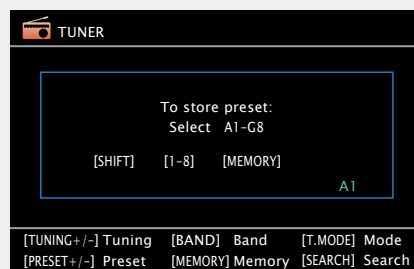 TUNER
To store preset:
Select A1-G8
[SHIFT] [1-8] [MEMORY]
A1
[TUNING+/-] Tuning [BAND] Band [T.MODE] Mode
[PRESET+/-] Preset [MEMORY] Memory [SEARCH] Search